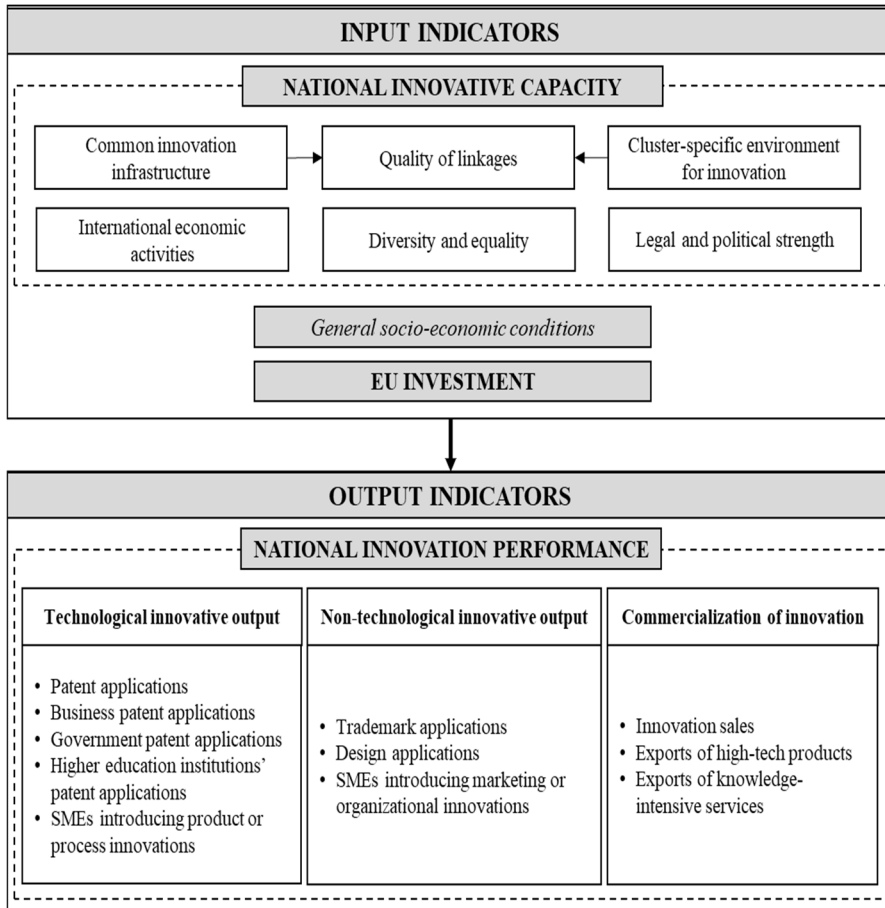 INPUT INDICATORS
NATIONAL INNOVATIVE CAPACITY
Common innovation
infrastructure
Quality of linkages
Cluster-specific environment
for innovation
International economic
activities
Diversity and equality
Legal and political strength
General socio-economic conditions
EU INVESTMENT
OUTPUT INDICATORS
NATIONAL INNOVATION PERFORMANCE
Technological innovative output
• Patent applications
• Business patent applications
• Government patent applications
• Higher education institutions’
patent applications
• SMEs introducing product or
process innovations
Non-technological innovative output
• Trademark applications
• Design applications
• SMEs introducing marketing or
organizational innovations
Commercialization of innovation
• Innovation sales
• Exports of high-tech products
• Exports of knowledge-
intensive services